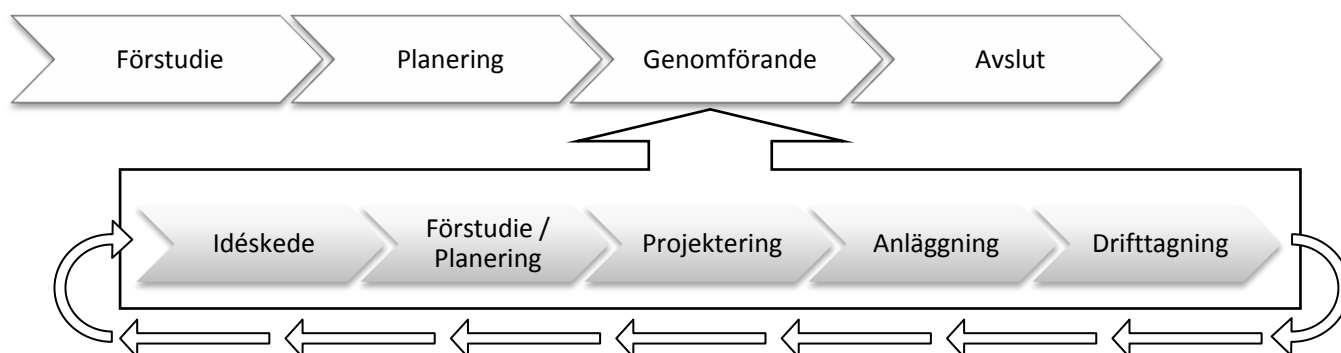 Förstudie
Planering
Genomförande
Avslut
Idéskede
Förstudie /
Planering
Projektering
Anläggning
Drifttagning